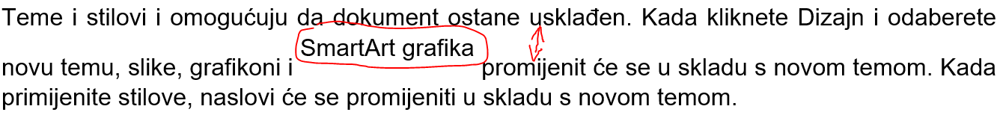 Teme i stilovi i omogućuju da dokument ostane usklađen. Kada kliknete Dizajn i odaberete
novu temu, slike, grafikoni i SmartArt grafika promijenit će se u skladu s novom temom. Kada
primijenite stilove, naslovi će se promijeniti u skladu s novom temom.